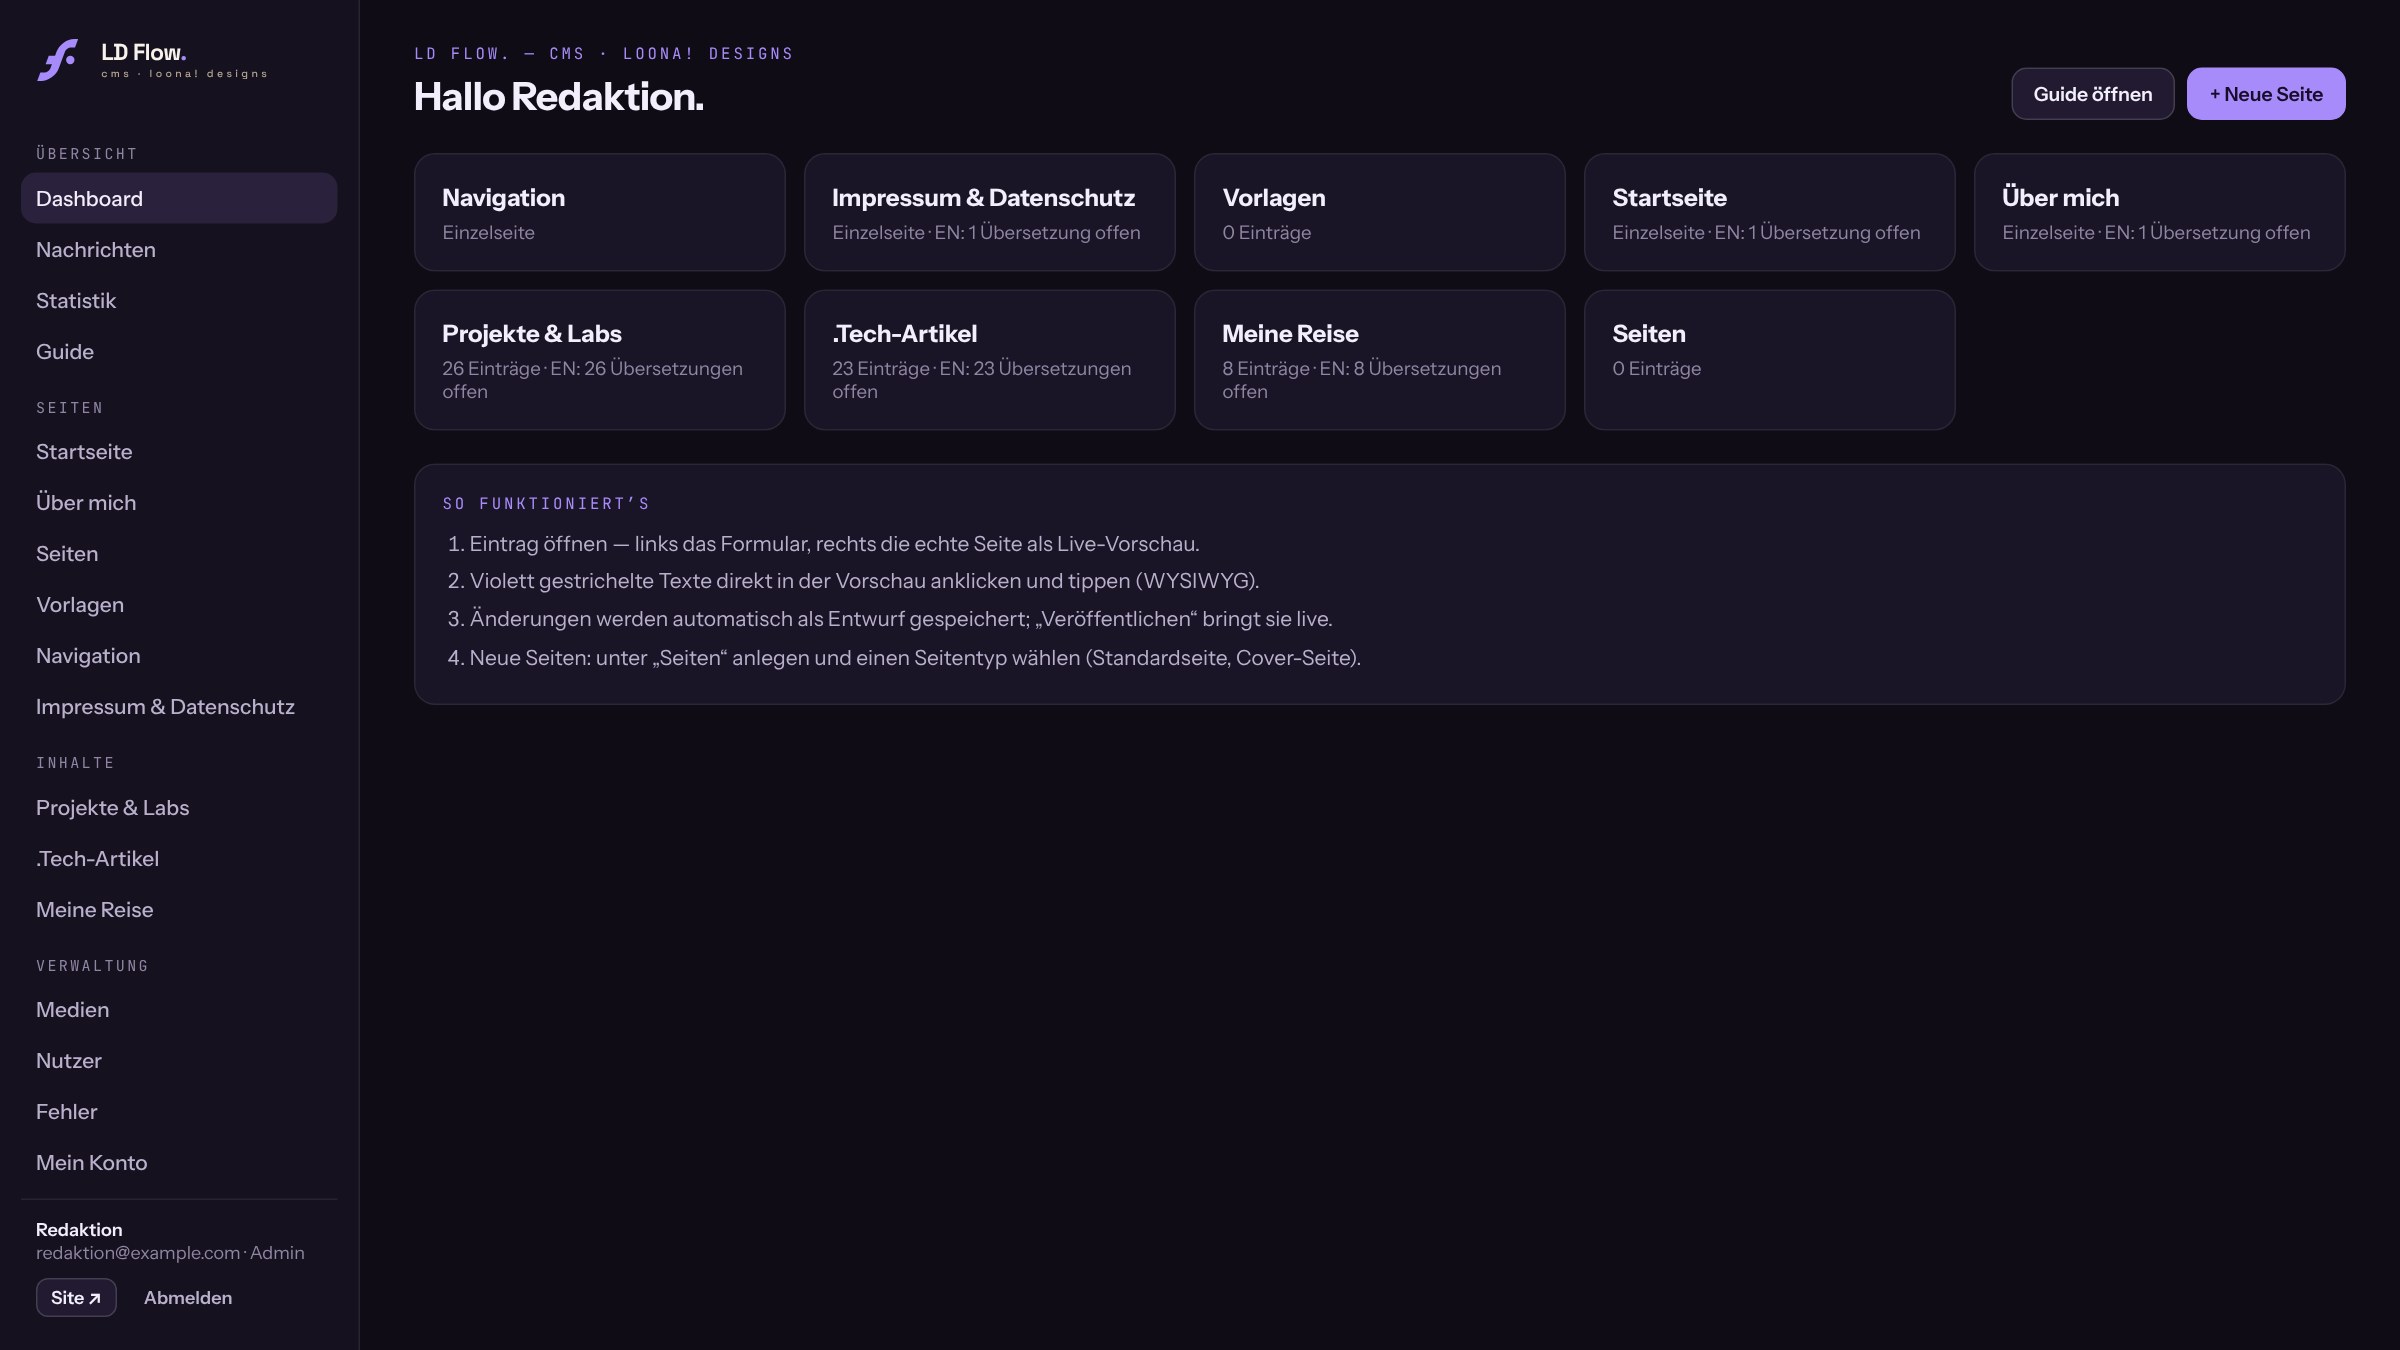 LD Flow.
cms · loona! designs
ÜBERSICHT
Dashboard
Nachrichten
Statistik
Guide
SEITEN
Startseite
Über mich
Seiten
Vorlagen
Navigation
Impressum & Datenschutz
INHALTE
Projekte & Labs
.Tech-Artikel
Meine Reise
VERWALTUNG
Medien
Nutzer
Fehler
Mein Konto
Redaktion
redaktion@example.com · Admin
Site ↗
Abmelden
LD FLOW. — CMS · LOONA! DESIGNS
Hallo Redaktion.
Guide öffnen
+ Neue Seite
Navigation
Einzelseite
Impressum & Datenschutz
Einzelseite · EN: 1 Übersetzung offen
Vorlagen
0 Einträge
Startseite
Einzelseite · EN: 1 Übersetzung offen
Über mich
Einzelseite · EN: 1 Übersetzung offen
Projekte & Labs
26 Einträge · EN: 26 Übersetzungen
offen
.Tech-Artikel
23 Einträge · EN: 23 Übersetzungen
offen
Meine Reise
8 Einträge · EN: 8 Übersetzungen
offen
Seiten
0 Einträge
SO FUNKTIONIERT’S
1. Eintrag öffnen — links das Formular, rechts die echte Seite als Live-Vorschau.
2. Violett gestrichelte Texte direkt in der Vorschau anklicken und tippen (WYSIWYG).
3. Änderungen werden automatisch als Entwurf gespeichert; „Veröffentlichen“ bringt sie live.
4. Neue Seiten: unter „Seiten“ anlegen und einen Seitentyp wählen (Standardseite, Cover-Seite).